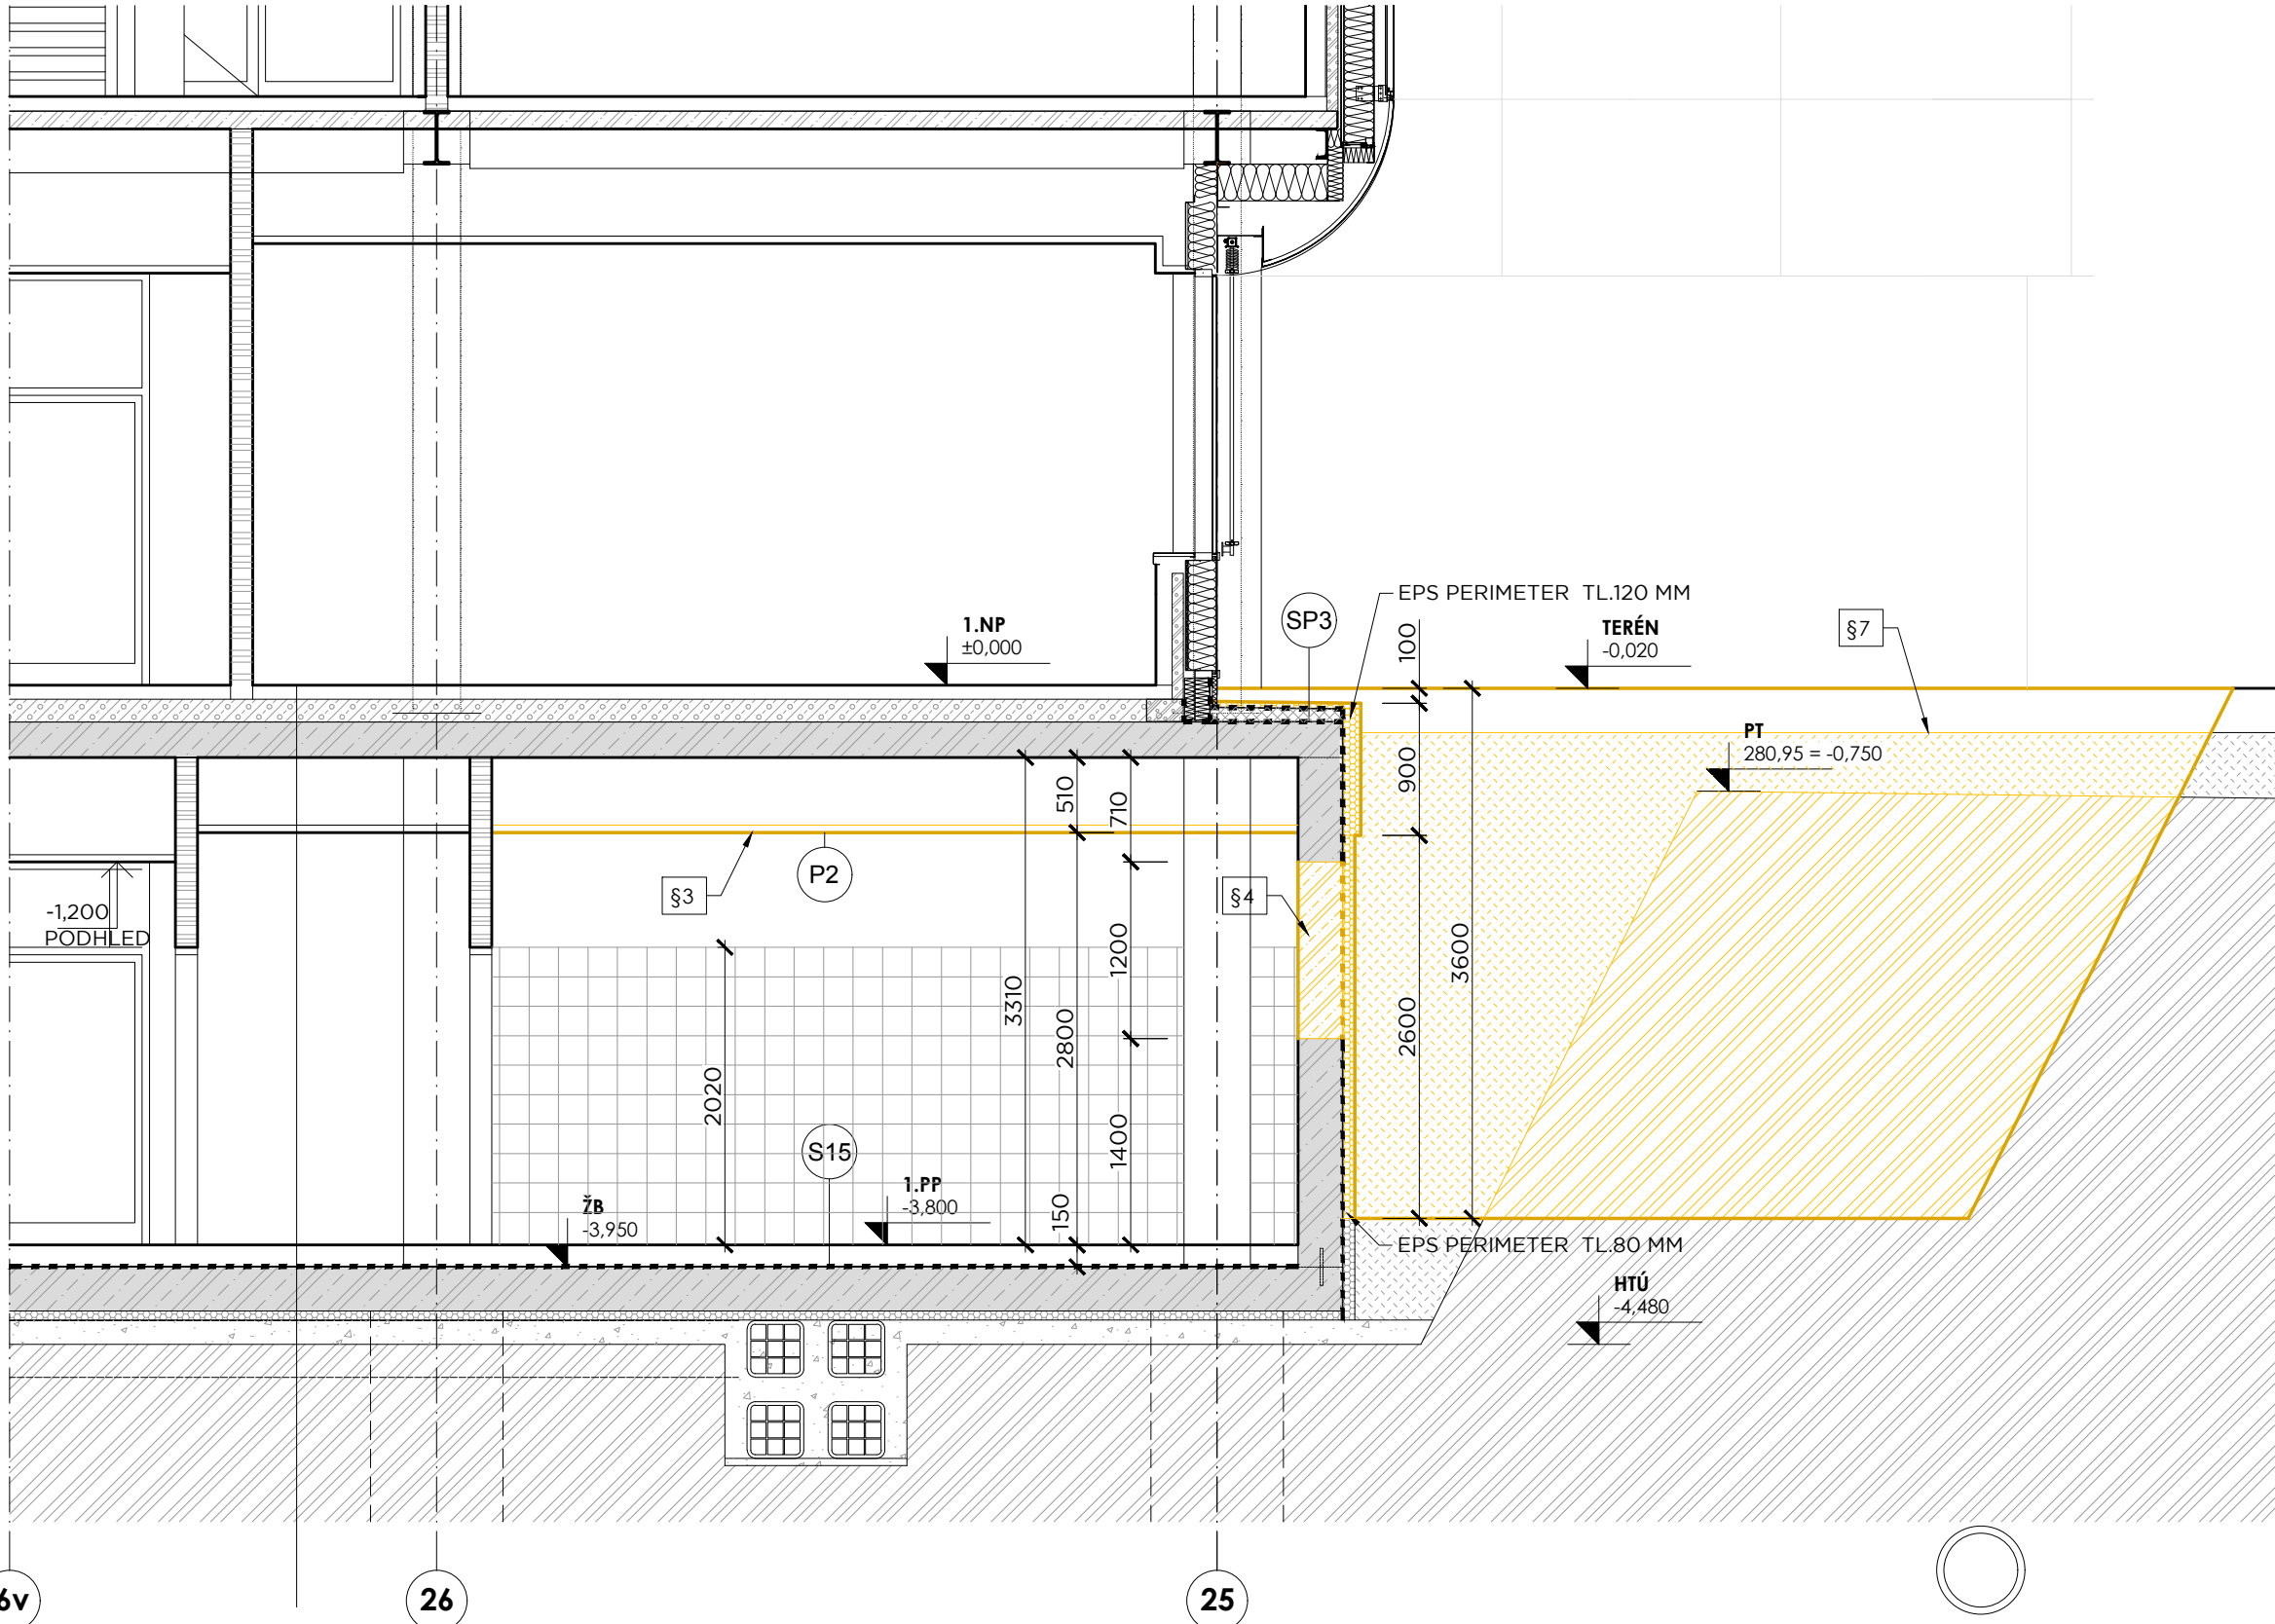 EPS PERIMETER TL.120 MM
SP3
1.NP
±0,000
TERÉN
-0,020
§7
100
PT
280,95 = -0,750
900
510
710
P2
§3
§4
-1,200
PODHLED
1200
3600
3310
2800
2600
2020
1400
S15
ŽB
-3,950
1.PP
-3,800
150
EPS PERIMETER TL.80 MM
HTÚ
-4,480
6v
26
25